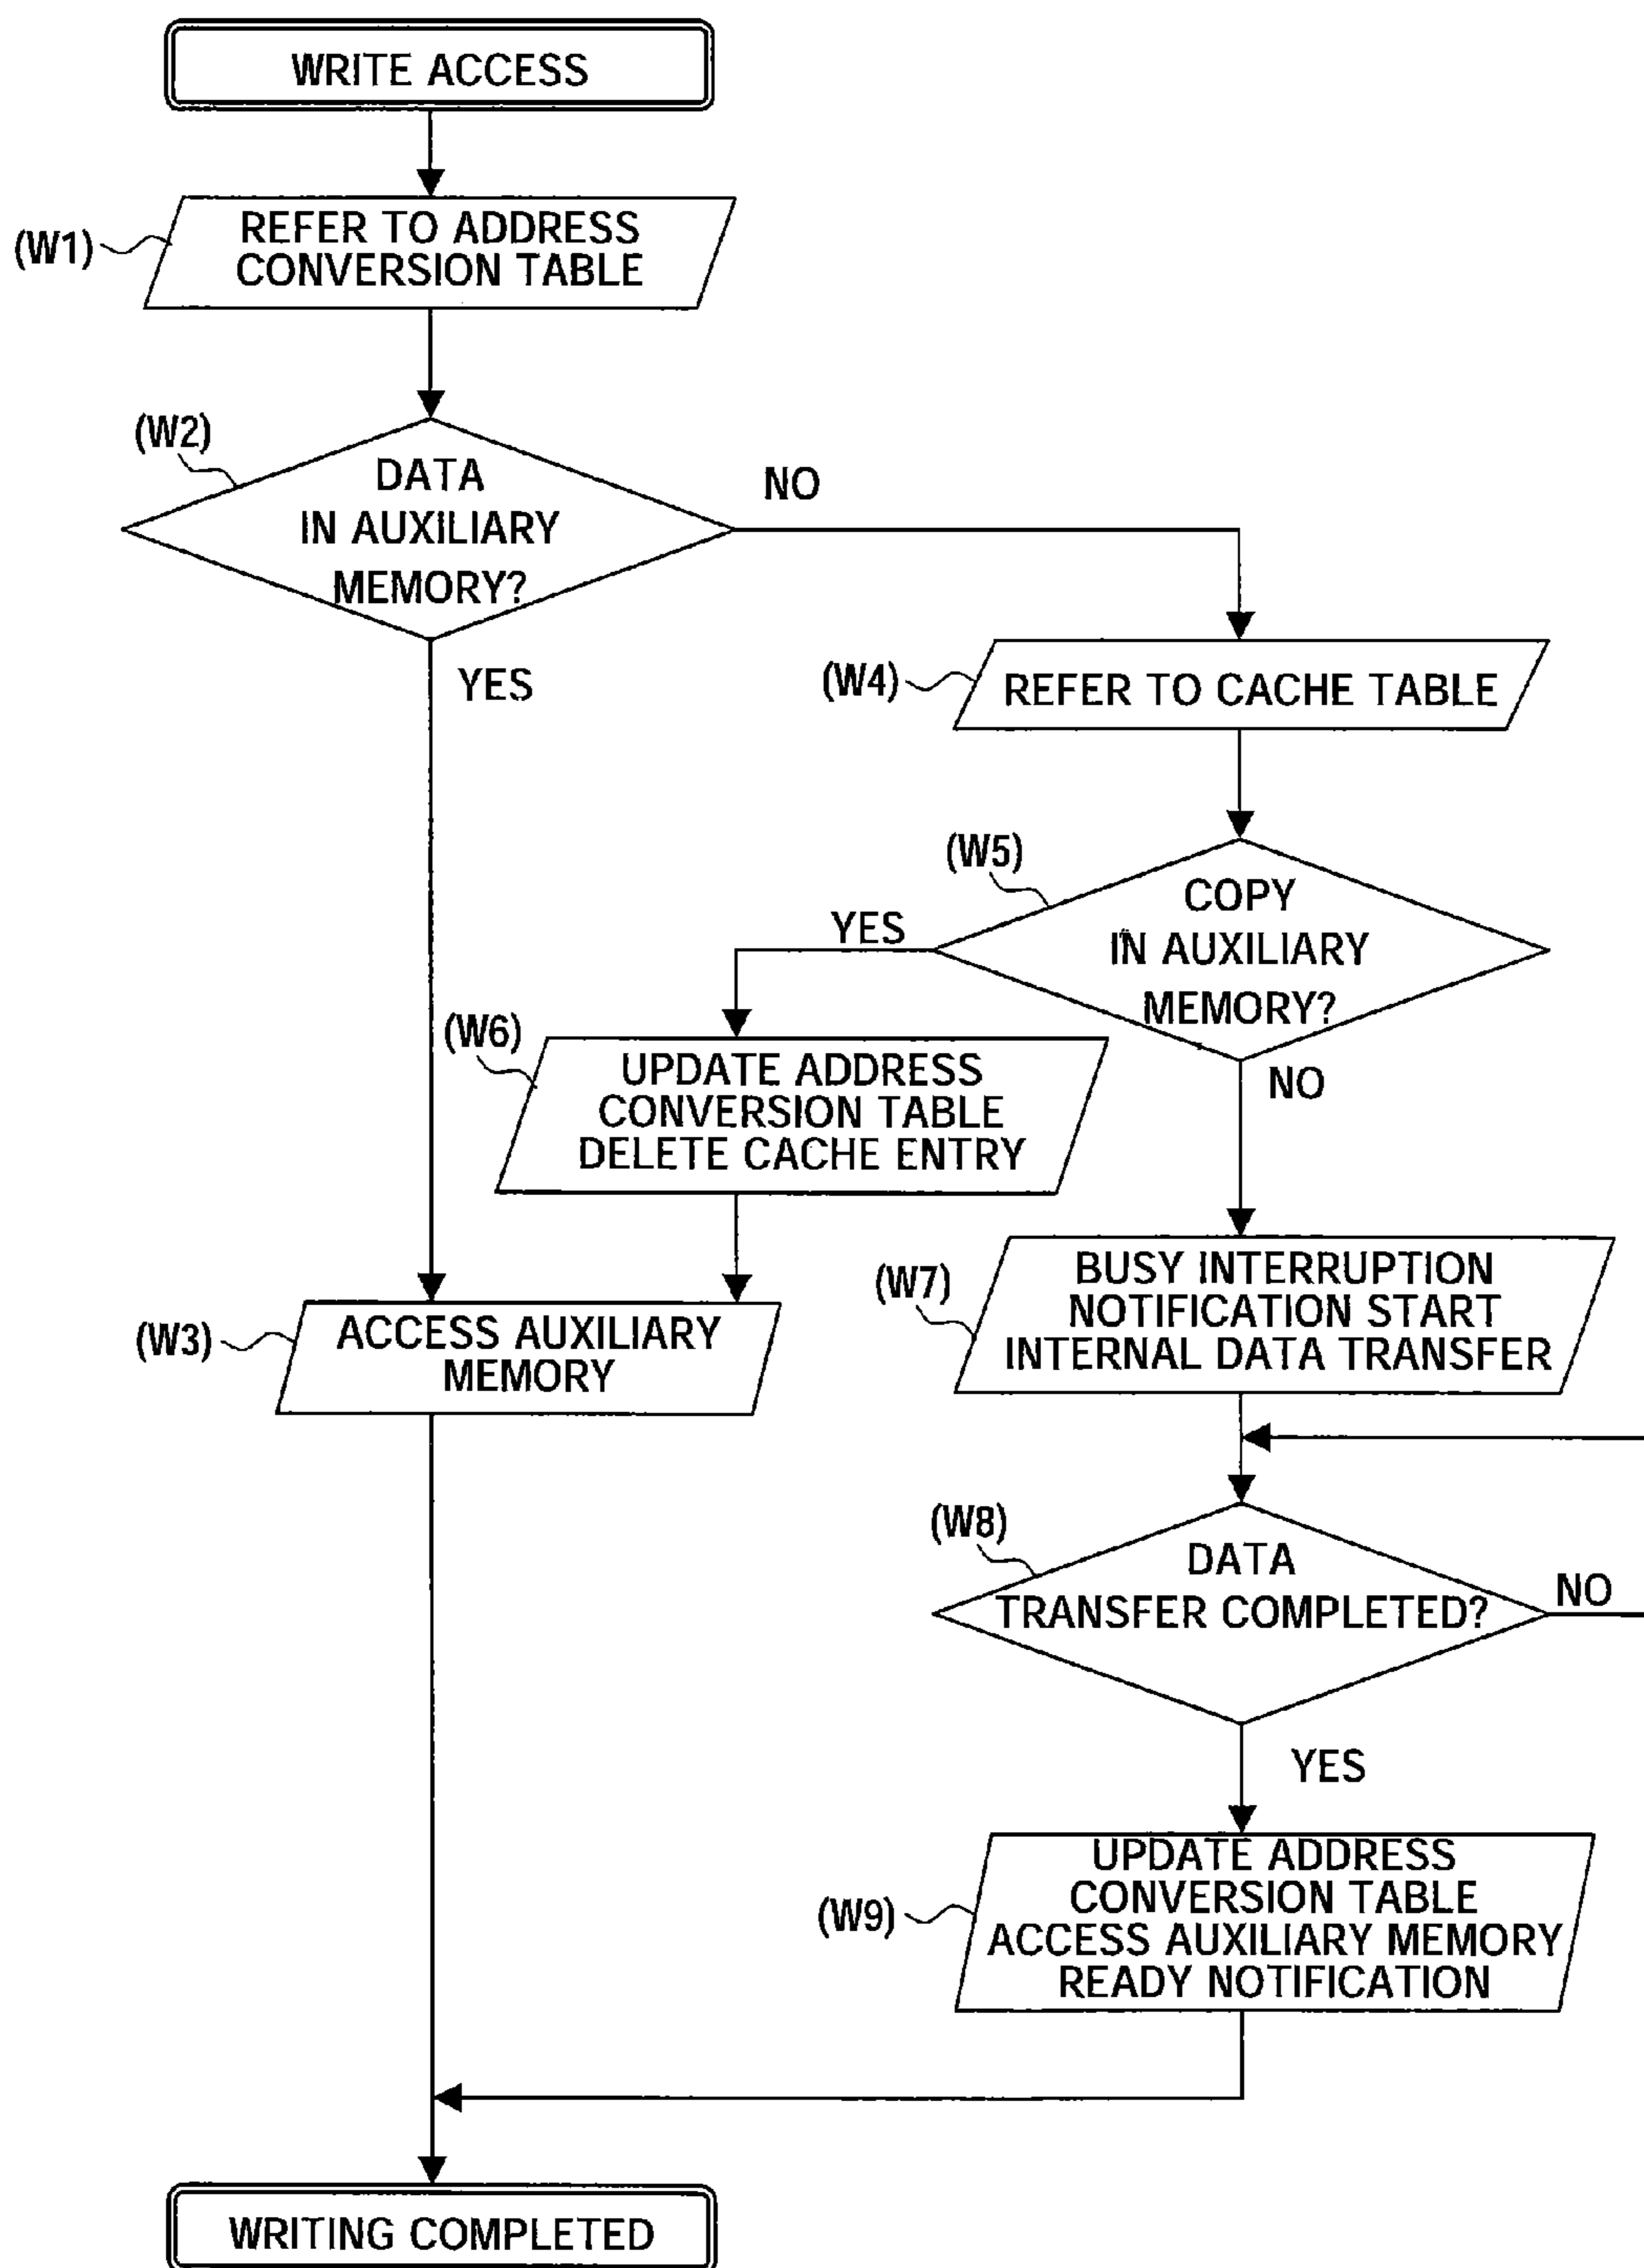 WRITE ACCESS
(W1)
REFER TO ADDRESS
CONVERSION TABLE
(W2)
DATA
IN AUXILIARY
MEMORY?
NO
YES
(W4)
REFER TO CACHE TABLE
(W5)
COPY
IN AUXILIARY
MEMORY?
YES
NO
(W6)
UPDATE ADDRESS
CONVERSION TABLE
DELETE CACHE ENTRY
(W3)
ACCESS AUXILIARY
MEMORY
(W7)
BUSY INTERRUPTION
NOTIFICATION START
INTERNAL DATA TRANSFER
(W8)
DATA
TRANSFER COMPLETED?
NO
YES
(W9)
UPDATE ADDRESS
CONVERSION TABLE
ACCESS AUXILIARY MEMORY
READY NOTIFICATION
WRITING COMPLETED